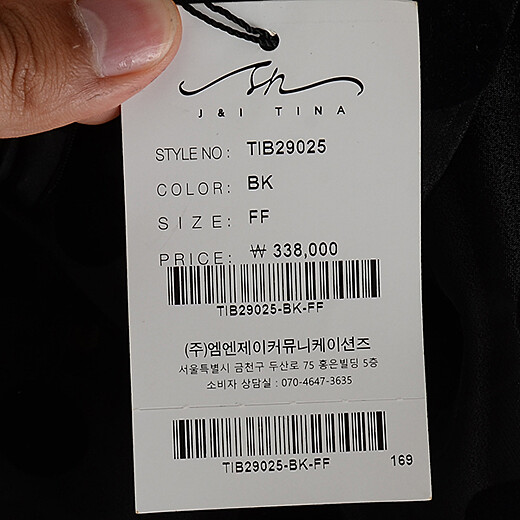 J & I TINA
STYLE NO: TIB29025
COLOR: BK
SIZE: FF
PRICE: ₩ 338,000
TIB29025-BK-FF
(주)엠엔제이커뮤니케이션즈
서울특별시 금천구 두산로 75 홍은빌딩 5층
소비자 상담실 : 070-4647-3635
TIB29025-BK-FF
169